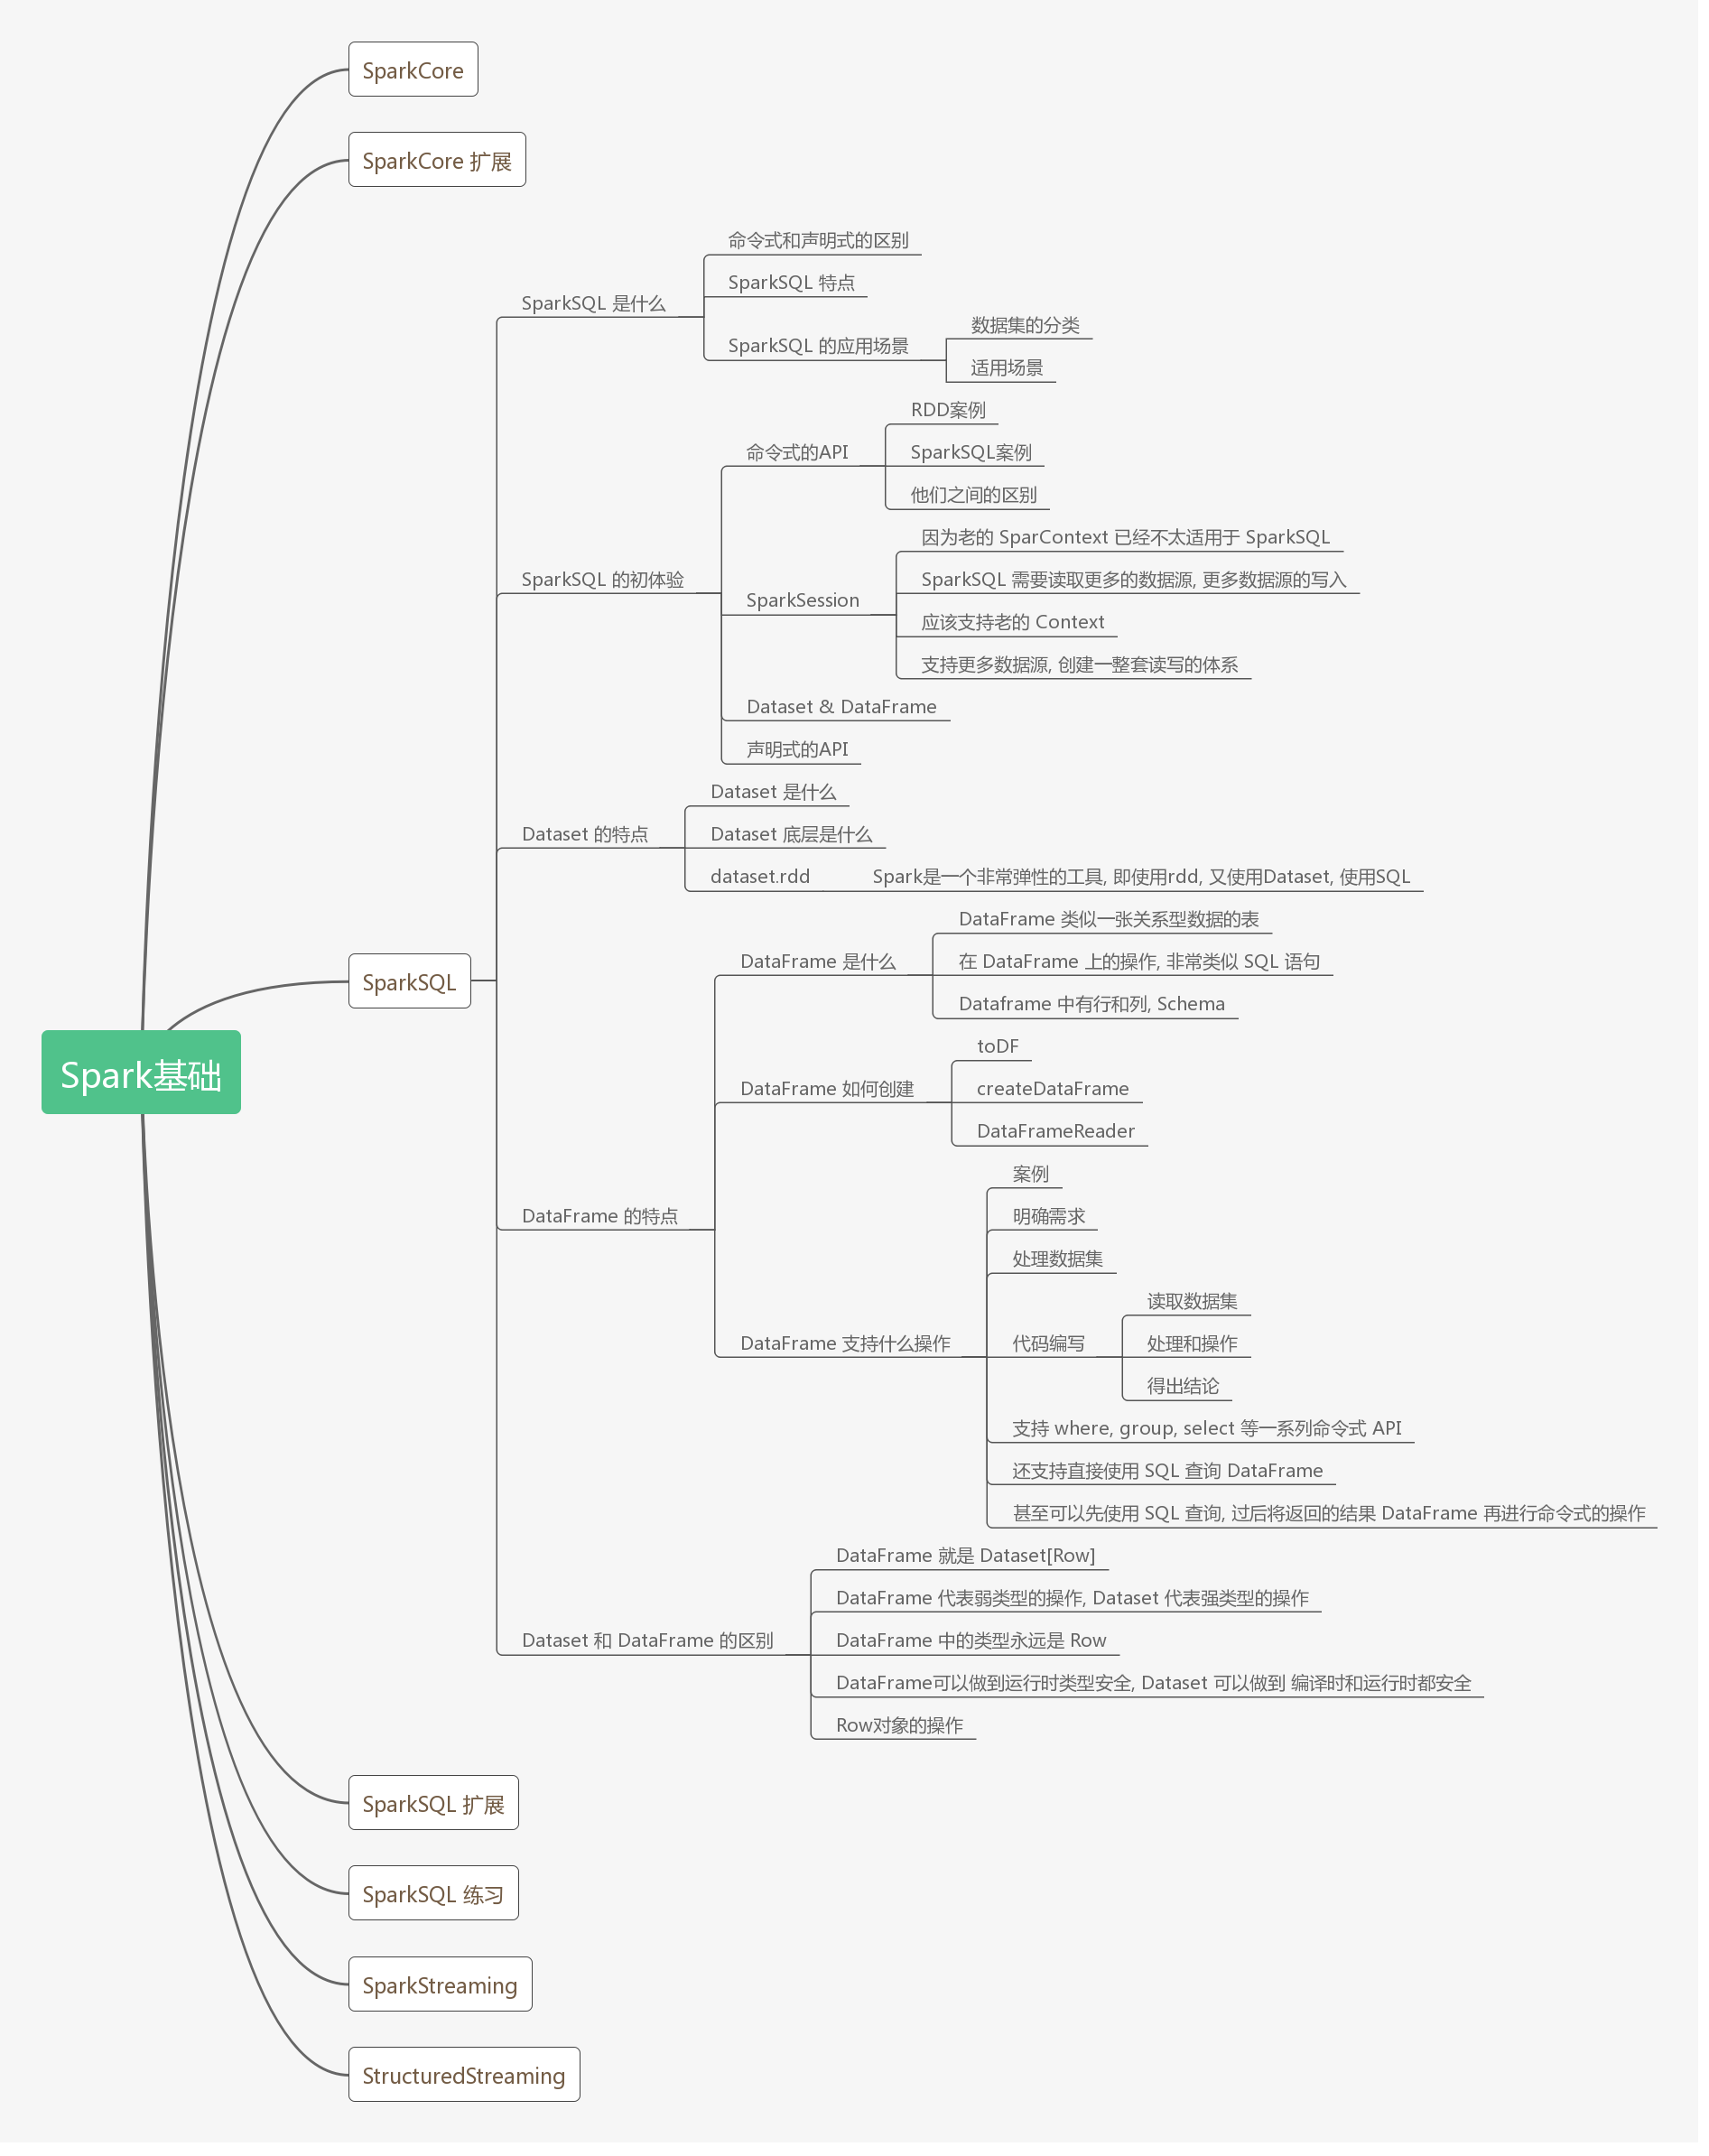 SparkCore
SparkCore 扩展
命令式和声明式的区别
SparkSQL 特点
SparkSQL 是什么
数据集的分类
SparkSQL 的应用场景
适用场景
RDD案例
命令式的API
SparkSQL案例
他们之间的区别
因为老的 SparContext 已经不太适用于 SparkSQL
SparkSQL 的初体验
SparkSQL 需要读取更多的数据源, 更多数据源的写入
SparkSession
应该支持老的 Context
支持更多数据源, 创建一整套读写的体系
Dataset & DataFrame
声明式的API
Dataset 是什么
Dataset 的特点
Dataset 底层是什么
dataset.rdd
Spark是一个非常弹性的工具, 即使用rdd, 又使用Dataset, 使用SQL
DataFrame 类似一张关系型数据的表
DataFrame 是什么
在 DataFrame 上的操作, 非常类似 SQL 语句
SparkSQL
Dataframe 中有行和列, Schema
toDF
Spark基础
DataFrame 如何创建
createDataFrame
DataFrameReader
案例
DataFrame 的特点
明确需求
处理数据集
读取数据集
DataFrame 支持什么操作
代码编写
处理和操作
得出结论
支持 where, group, select 等一系列命令式 API
还支持直接使用 SQL 查询 DataFrame
甚至可以先使用 SQL 查询, 过后将返回的结果 DataFrame 再进行命令式的操作
DataFrame 就是 Dataset[Row]
DataFrame 代表弱类型的操作, Dataset 代表强类型的操作
Dataset 和 DataFrame 的区别
DataFrame 中的类型永远是 Row
DataFrame可以做到运行时类型安全, Dataset 可以做到 编译时和运行时都安全
Row对象的操作
SparkSQL 扩展
SparkSQL 练习
SparkStreaming
StructuredStreaming